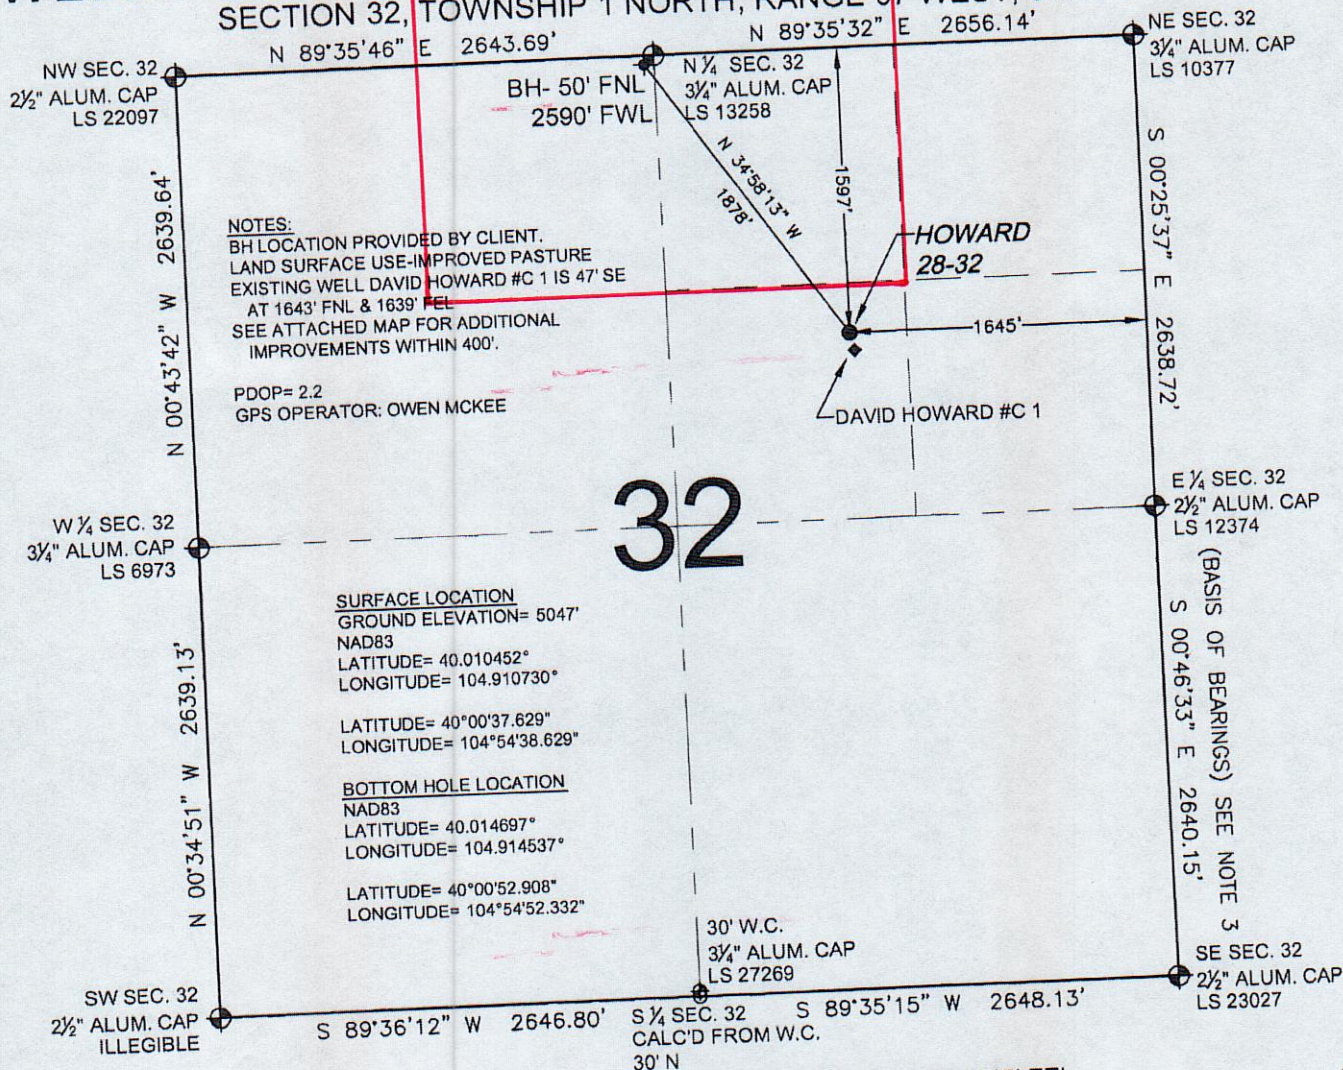 SECTION 32, TOWNSHIP 1 NORTH, RANGE
N 89°35'46" E 2643.69'
N 89°35'32" E 2656.14'
NW SEC. 32
2½" ALUM. CAP
LS 22097
NE SEC. 32
3¼" ALUM. CAP
LS 10377
BH- 50' FNL
2590' FWL
N ¼ SEC. 32
3¼" ALUM. CAP
LS 13258
N 34°58'13" W
1878'
1597'
N 00°43'42" W 2639.64'
S 00°25'37" E 2638.72'
NOTES:
BH LOCATION PROVIDED BY CLIENT.
LAND SURFACE USE-IMPROVED PASTURE
EXISTING WELL DAVID HOWARD #C 1 IS 47' SE
AT 1643' FNL & 1639' FEL
SEE ATTACHED MAP FOR ADDITIONAL
IMPROVEMENTS WITHIN 400'.
PDOP= 2.2
GPS OPERATOR: OWEN MCKEE
HOWARD
28-32
1645'
DAVID HOWARD #C 1
W ¼ SEC. 32
3¼" ALUM. CAP
LS 6973
32
E ¼ SEC. 32
2½" ALUM. CAP
LS 12374
SURFACE LOCATION
GROUND ELEVATION= 5047'
NAD83
LATITUDE= 40.010452°
LONGITUDE= 104.910730°
LATITUDE= 40°00'37.629"
LONGITUDE= 104°54'38.629"
BOTTOM HOLE LOCATION
NAD83
LATITUDE= 40.014697°
LONGITUDE= 104.914537°
LATITUDE= 40°00'52.908"
LONGITUDE= 104°54'52.332"
N 00°34'51" W 2639.13'
S 00°46'33" E 2640.15'
(BASIS OF BEARINGS) SEE NOTE 3
30' W.C.
3¼" ALUM. CAP
LS 27269
SW SEC. 32
2½" ALUM. CAP
ILLEGIBLE
S 89°36'12" W 2646.80'
S ¼ SEC. 32
CALC'D FROM W.C.
30' N
S 89°35'15" W 2648.13'
SE SEC. 32
2½" ALUM. CAP
LS 23027